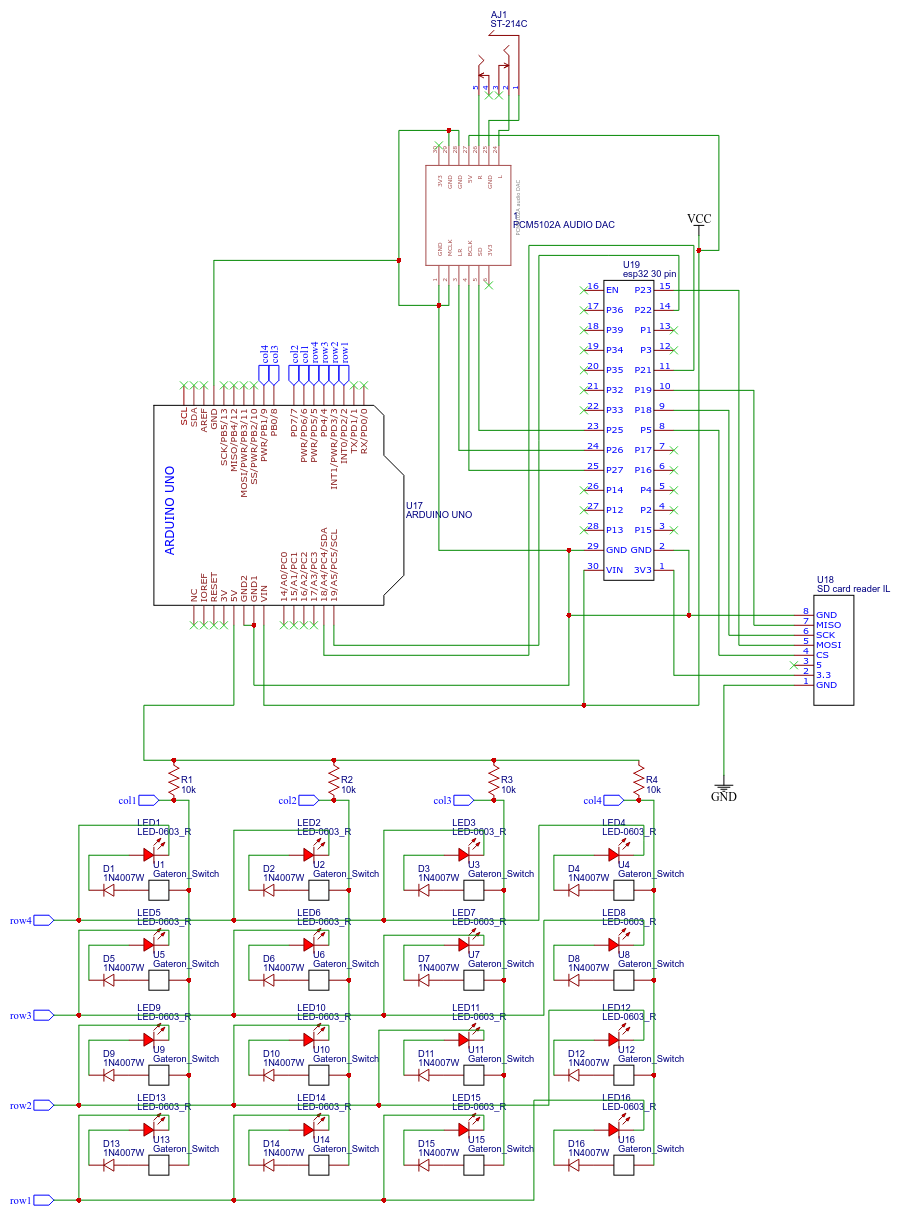 AJ1
ST-214C
5
4
3
2
1
30
29
28
27
26
25
24
3V3
GND
GND
5V
R
GND
L
PCM5102A audio DAC
1
PCM5102A AUDIO DAC
GND
MCLK
LR
BCLK
SD
3V3
1
2
3
4
5
6
VCC
U19
esp32 30 pin
16 EN P23 15
17 P36 P22 14
18 P39 P1 13
19 P34 P3 12
20 P35 P21 11
21 P32 P19 10
22 P33 P18 9
23 P25 P5 8
24 P26 P17 7
25 P27 P16 6
26 P14 P4 5
27 P12 P2 4
28 P13 P15 3
29 GND GND 2
30 VIN 3V3 1
col4
col3
col2
col1
row4
row3
row2
row1
SCL
SDA
AREF
GND
SCK/PB5/13
MISO/PB4/12
MOSI/PWR/PB3/11
SS/PWR/PB2/10
PWR/PB1/9
PB0/8
PD7/7
PWR/PD6/6
PWR/PD5/5
PD4/4
INT1/PWR/PD3/3
INT0/PD2/2
TX/PD1/1
RX/PD0/0
ARDUINO UNO
U17
ARDUINO UNO
NC
IOREF
RESET
3V
5V
GND2
GND1
VIN
14/A0/PC0
15/A1/PC1
16/A2/PC2
17/A3/PC3
18/A4/PC4/SDA
19/A5/PC5/SCL
U18
SD card reader IL
8 GND
7 MISO
6 SCK
5 MOSI
4 CS
3 5
2 3.3
1 GND
GND
R1
10k
R2
10k
R3
10k
R4
10k
col1
col2
col3
col4
LED1
LED-0603_R
LED2
LED-0603_R
LED3
LED-0603_R
LED4
LED-0603_R
D1
1N4007W
U1
Gateron_Switch
D2
1N4007W
U2
Gateron_Switch
D3
1N4007W
U3
Gateron_Switch
D4
1N4007W
U4
Gateron_Switch
row4
LED5
LED-0603_R
LED6
LED-0603_R
LED7
LED-0603_R
LED8
LED-0603_R
D5
1N4007W
U5
Gateron_Switch
D6
1N4007W
U6
Gateron_Switch
D7
1N4007W
U7
Gateron_Switch
D8
1N4007W
U8
Gateron_Switch
row3
LED9
LED-0603_R
LED10
LED-0603_R
LED11
LED-0603_R
LED12
LED-0603_R
D9
1N4007W
U9
Gateron_Switch
D10
1N4007W
U10
Gateron_Switch
D11
1N4007W
U11
Gateron_Switch
D12
1N4007W
U12
Gateron_Switch
row2
LED13
LED-0603_R
LED14
LED-0603_R
LED15
LED-0603_R
LED16
LED-0603_R
D13
1N4007W
U13
Gateron_Switch
D14
1N4007W
U14
Gateron_Switch
D15
1N4007W
U15
Gateron_Switch
D16
1N4007W
U16
Gateron_Switch
row1